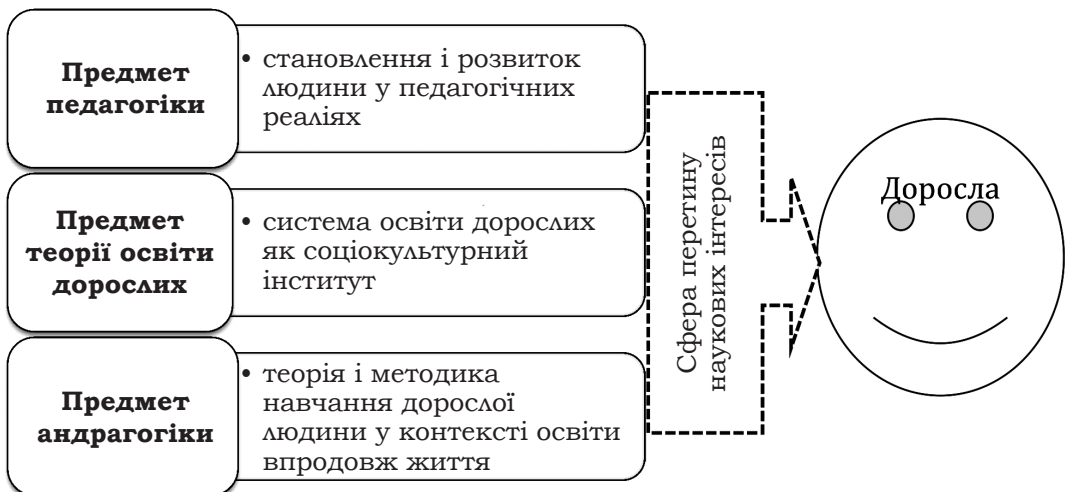 Предмет
педагогіки
• становлення і розвиток
людини у педагогічних
реаліях
Предмет
теорії освіти
дорослих
• система освіти дорослих
як соціокультурний
інститут
Предмет
андрагогіки
• теорія і методика
навчання дорослої
людини у контексті освіти
впродовж життя
Сфера перетину
наукових інтересів
Доросла